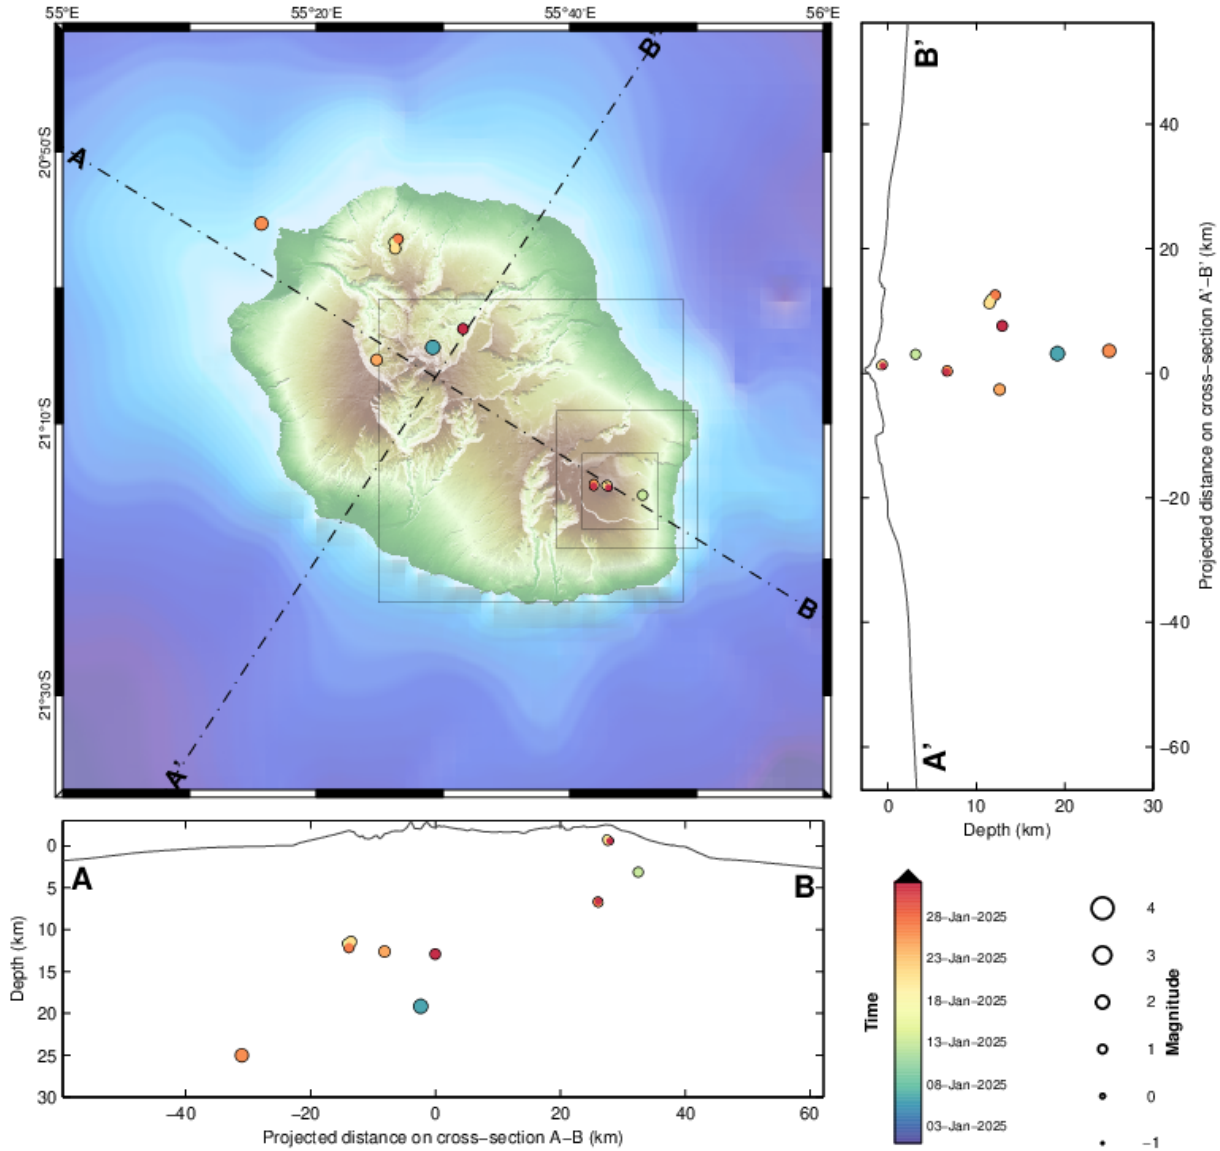 55°E 55°20'E 55°40'E 56°E
20°50'S
21°10'S
21°30'S
A
B'
B
A'
B'
A'
40
20
0
−20
−40
−60
Projected distance on cross−section A'−B' (km)
0 10 20 30
Depth (km)
A
B
0
5
10
15
20
25
30
Depth (km)
−40 −20 0 20 40 60
Projected distance on cross−section A−B (km)
Time
28−Jan−2025
23−Jan−2025
18−Jan−2025
13−Jan−2025
08−Jan−2025
03−Jan−2025
4
3
2
1
0
−1
Magnitude